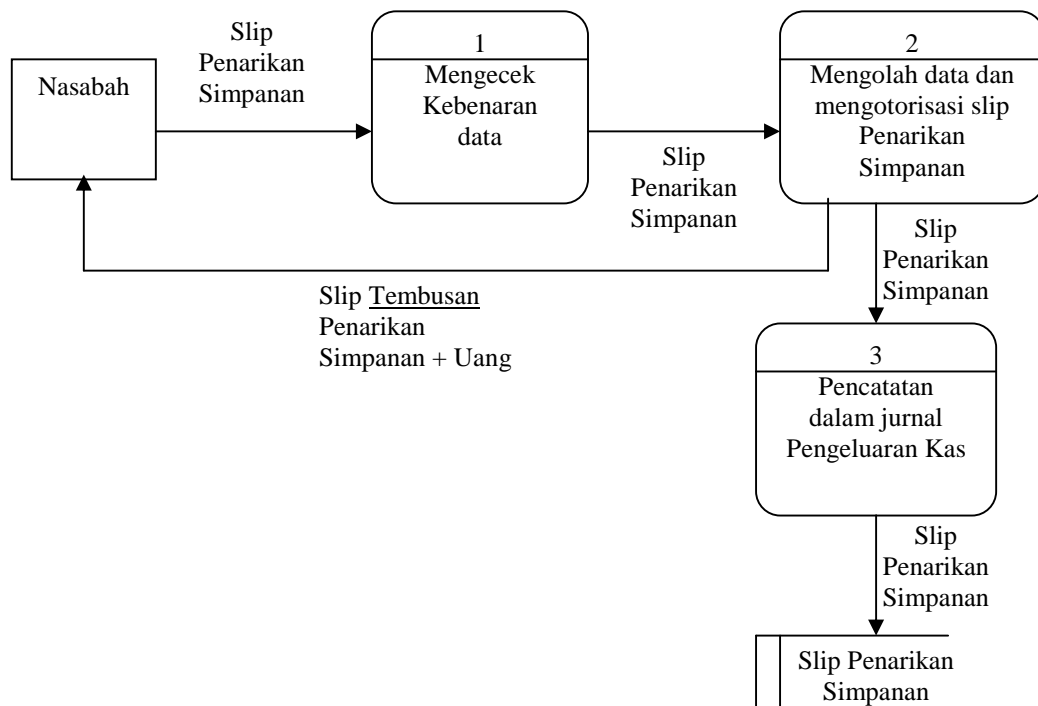 Nasabah
Slip
Penarikan
Simpanan
1
Mengecek
Kebenaran
data
Slip
Penarikan
Simpanan
2
Mengolah data dan
mengotorisasi slip
Penarikan
Simpanan
Slip Tembusan
Penarikan
Simpanan + Uang
Slip
Penarikan
Simpanan
3
Pencatatan
dalam jurnal
Pengeluaran Kas
Slip
Penarikan
Simpanan
Slip Penarikan
Simpanan